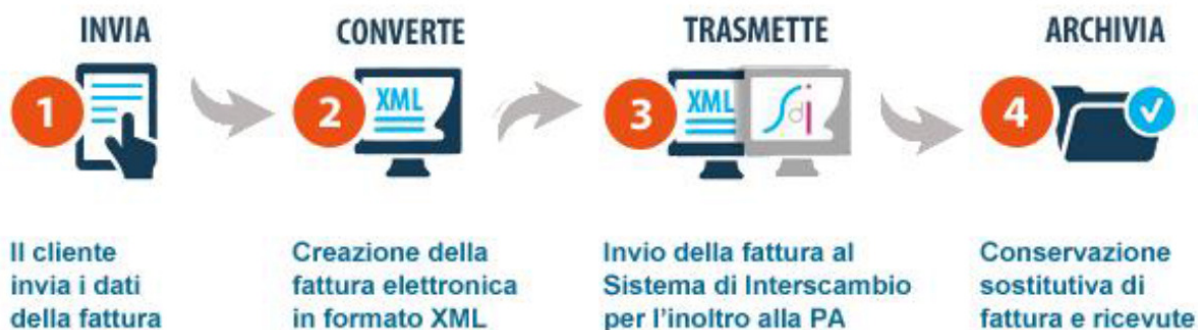 INVIA
CONVERTE
TRASMETTE
ARCHIVIA
1
2
XML
3
XML
Sdi
4
Il cliente
invia i dati
della fattura
Creazione della
fattura elettronica
in formato XML
Invio della fattura al
Sistema di Interscambio
per l'inoltro alla PA
Conservazione
sostitutiva di
fattura e ricevute